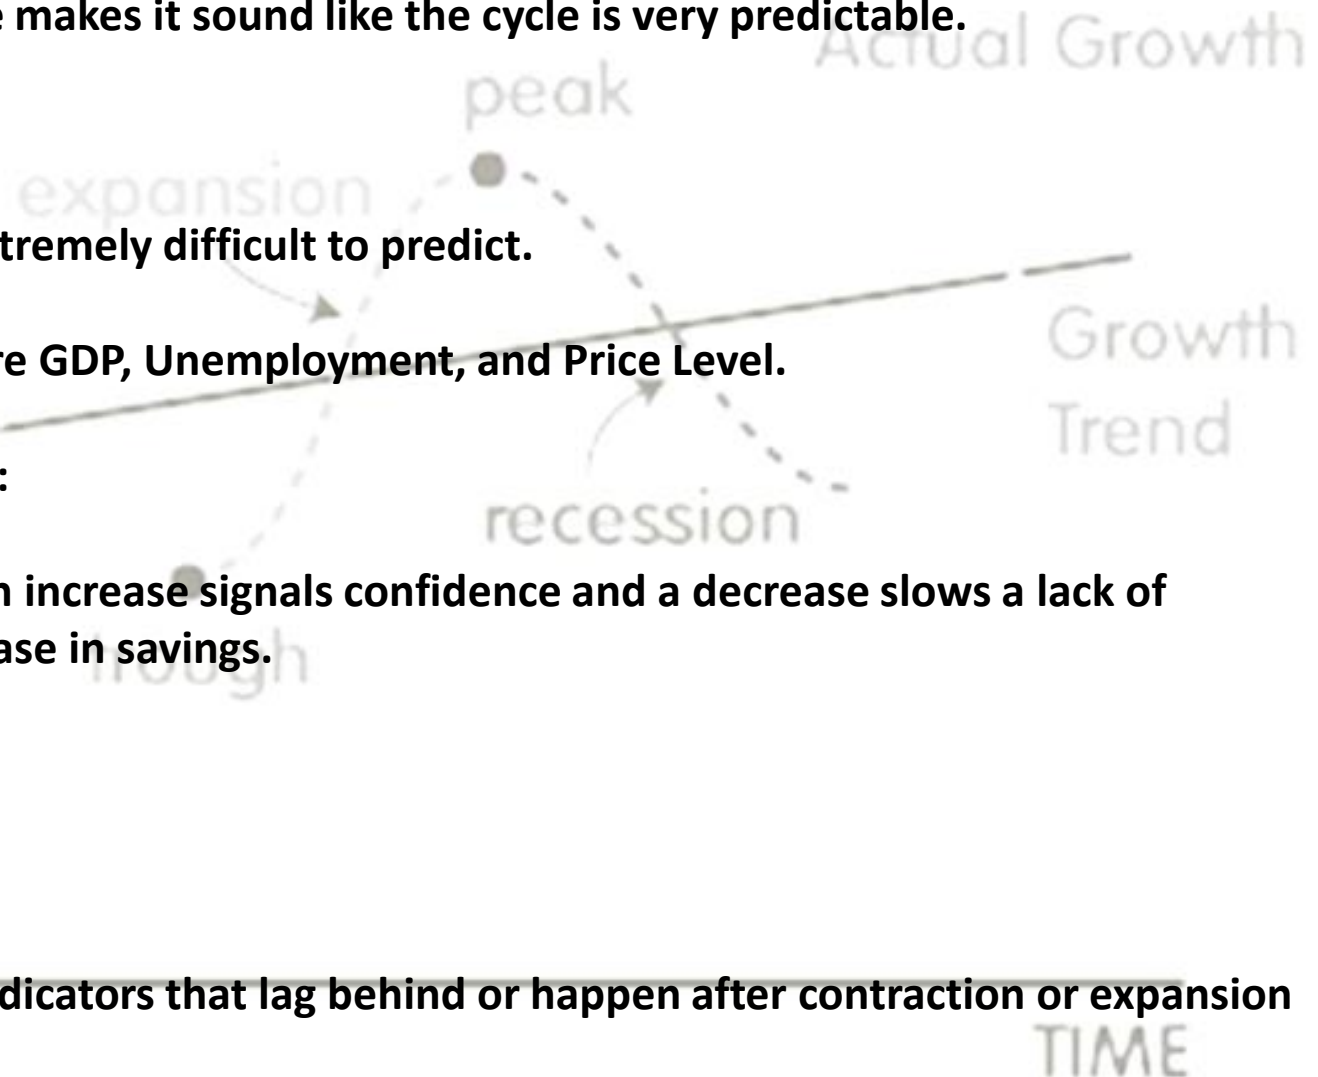 e makes it sound like the cycle is very predictable.
Actual Growth
peak
expansion
tremely difficult to predict.
Growth
re GDP, Unemployment, and Price Level.
Trend
:
recession
n increase signals confidence and a decrease slows a lack of
ase in savings.
trough
dicators that lag behind or happen after contraction or expansion
TIME